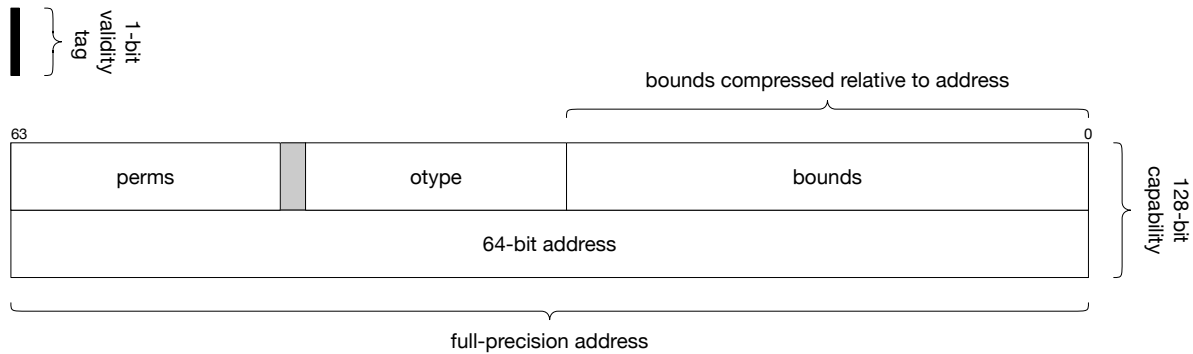 1-bit
validity
tag
bounds compressed relative to address
63
0
perms
otype
bounds
128-bit
capability
64-bit address
full-precision address